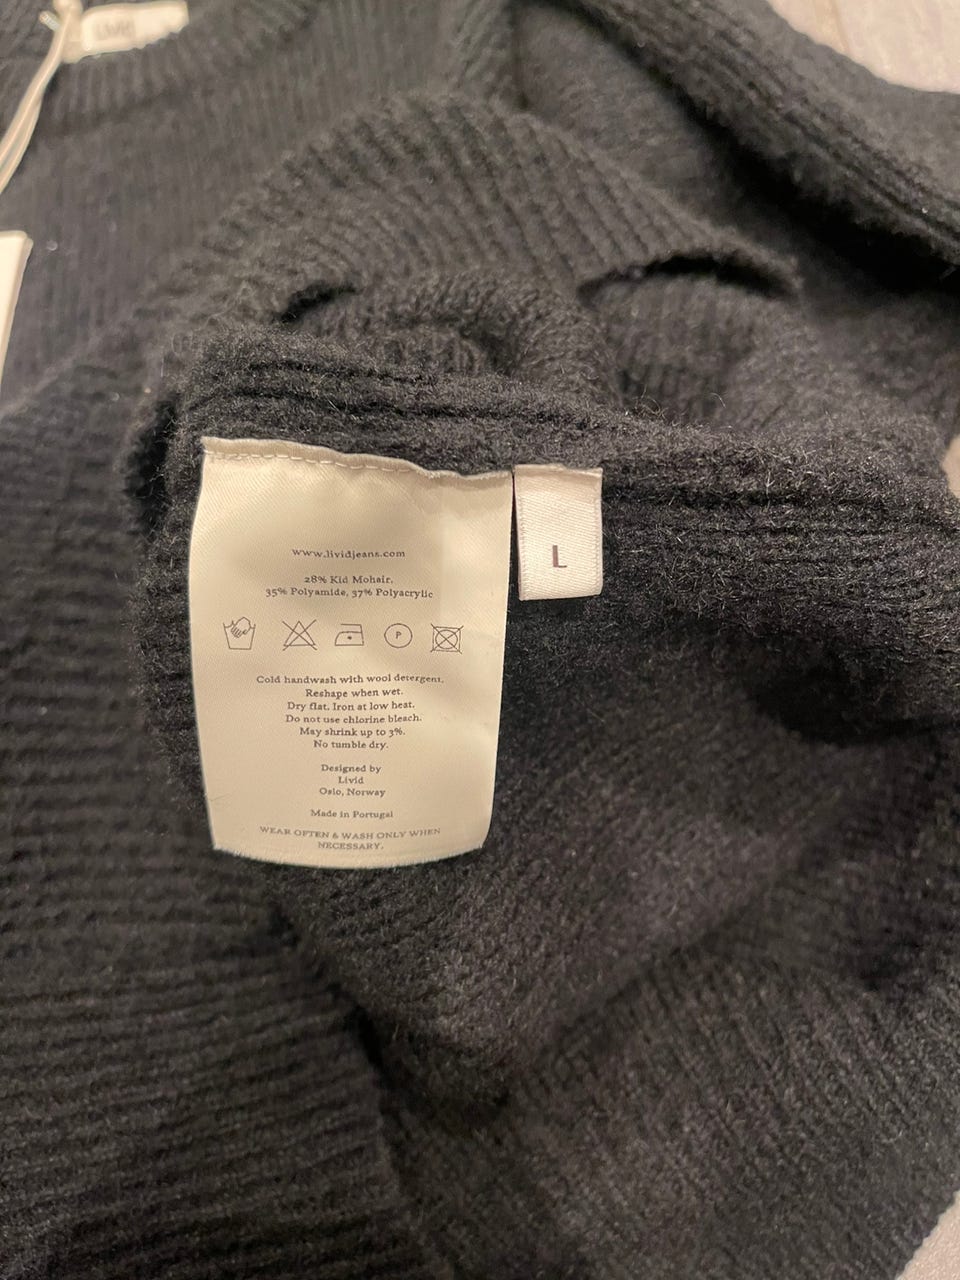 www.lividjeans.com
28% Kid Mohair,
35% Polyamide, 37% Polyacrylic
P
Cold handwash with wool detergent.
Reshape when wet.
Dry flat. Iron at low heat.
Do not use chlorine bleach.
May shrink up to 3%.
No tumble dry.
Designed by
Livid
Oslo, Norway
Made in Portugal
WEAR OFTEN & WASH ONLY WHEN
NECESSARY.
L